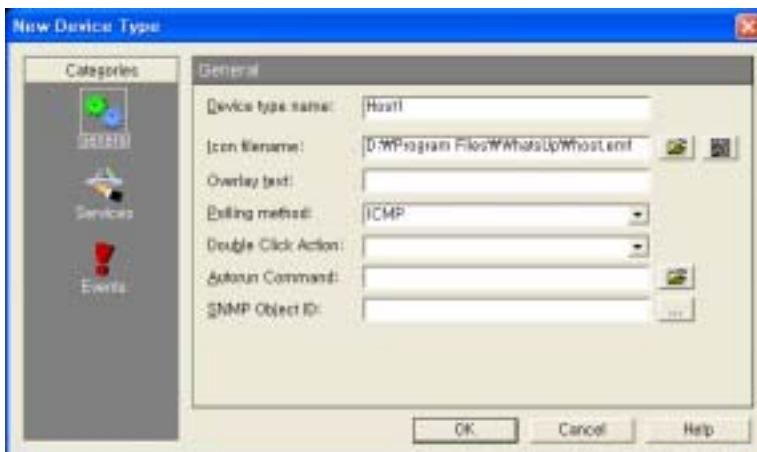 New Device Type
Categories
General
Services
Events
General
Device type name: Host1
Icon filename: D:₩Program Files₩WhatsUp₩host.emf
Overlay text:
Polling method: ICMP
Double Click Action:
Autorun Command:
SNMP Object ID:
...
OK
Cancel
Help